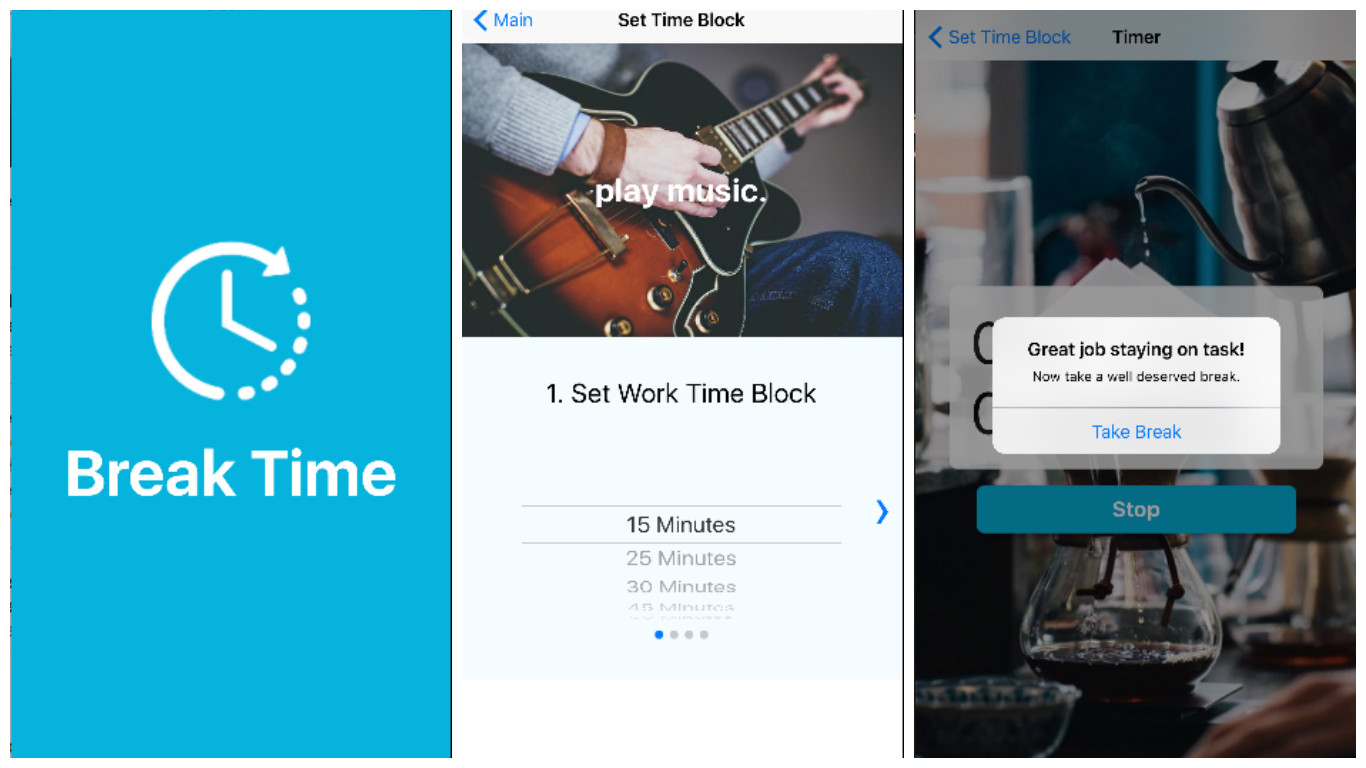 Break Time
Main
Set Time Block
play music.
1. Set Work Time Block
15 Minutes
25 Minutes
30 Minutes
45 Minutes
Set Time Block
Timer
Great job staying on task!
Now take a well deserved break.
Take Break
Stop